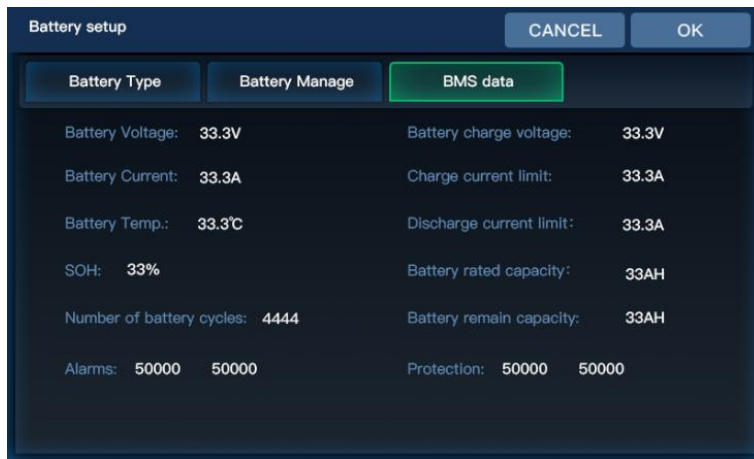 Battery setup CANCEL OK
Battery Type Battery Manage BMS data
Battery Voltage: 33.3V Battery charge voltage: 33.3V
Battery Current: 33.3A Charge current limit: 33.3A
Battery Temp.: 33.3℃ Discharge current limit: 33.3A
SOH: 33% Battery rated capacity: 33AH
Number of battery cycles: 4444 Battery remain capacity: 33AH
Alarms: 50000 50000 Protection: 50000 50000